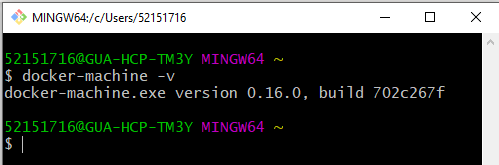 MINGW64:/c/Users/52151716
52151716@GUA-HCP-TM3Y MINGW64 ~
$ docker-machine -v
docker-machine.exe version 0.16.0, build 702c267f
52151716@GUA-HCP-TM3Y MINGW64 ~
$